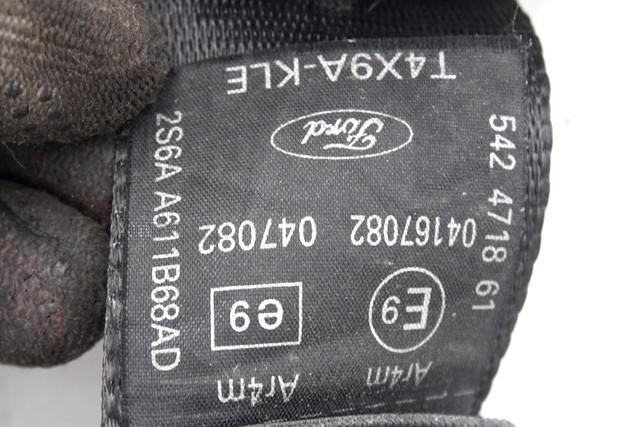 Ar4m Ar4m
E9 e9
04167082 047082
Ford
T4X9A-KLE
542 4718 61
2S6A A611B68AD